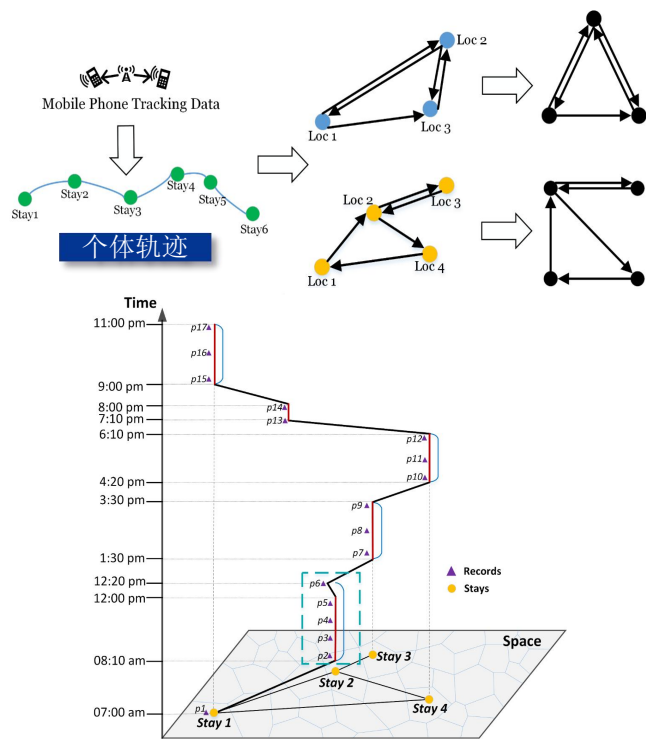 Mobile Phone Tracking Data
Stay1
Stay2
Stay3
Stay4
Stay5
Stay6
个体轨迹
Loc 1
Loc 2
Loc 3
Loc 1
Loc 2
Loc 3
Loc 4
Time
11:00 pm
9:00 pm
8:00 pm
7:10 pm
6:10 pm
4:20 pm
3:30 pm
1:30 pm
12:20 pm
12:00 pm
08:10 am
07:00 am
p17
p16
p15
p14
p13
p12
p11
p10
p9
p8
p7
p6
p5
p4
p3
p2
p1
Records
Stays
Space
Stay 3
Stay 2
Stay 4
Stay 1